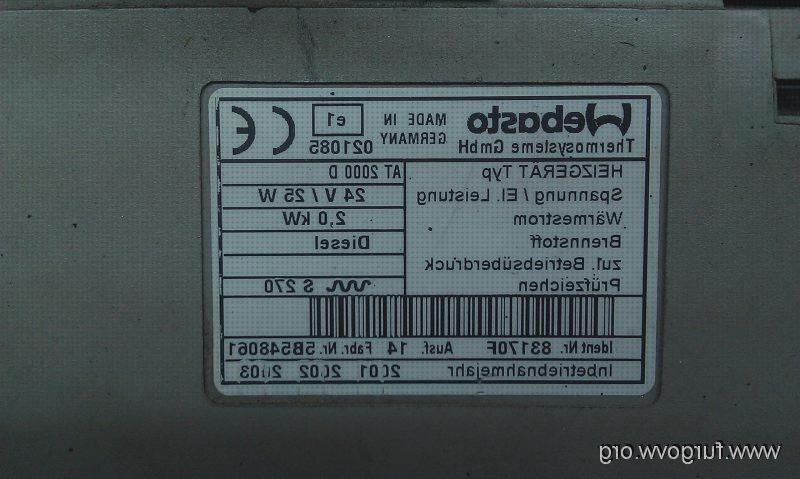 Webasto
Thermosysteme GmbH
MADE IN
GERMANY
e1
021085
CE
HEIZGERÄT Typ AT 2000 D
Spannung / El. Leistung 24 V / 25 W
Wärmestrom 2,0 kW
Brennstoff Diesel
zul. Betriebsüberdruck
Prüfzeichen S 270
Ident Nr. 83170F Ausf. 14 Fabr. Nr. 5B548061
Inbetriebnahmejahr 2001 2002 2003
www.furgovw.org